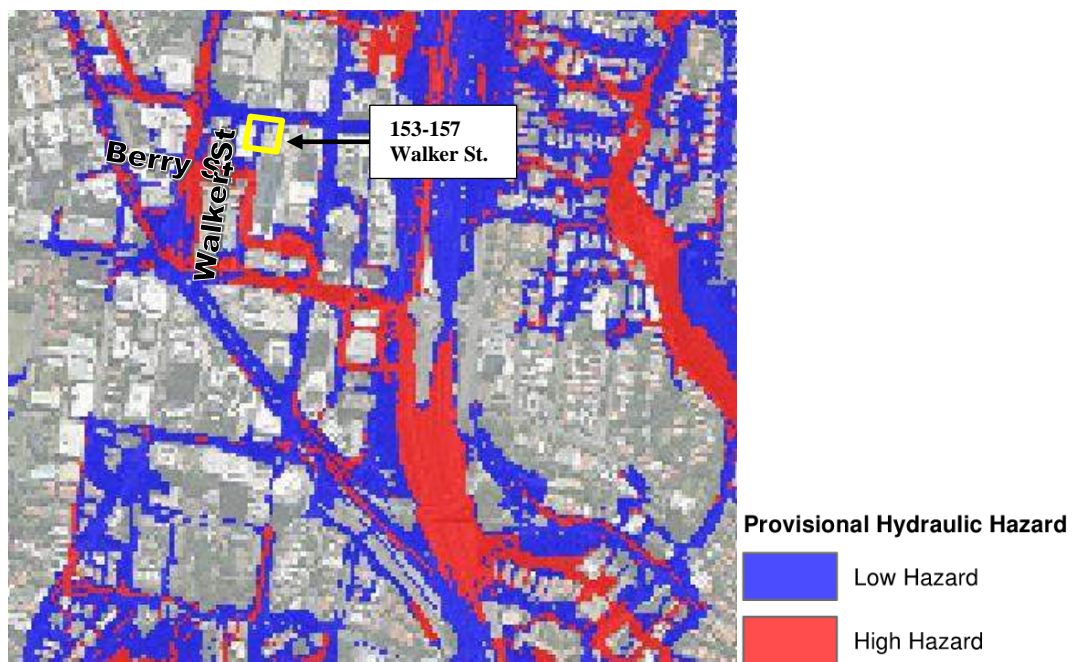 153-157
Walker St.
Berry St
Walker St
Provisional Hydraulic Hazard
Low Hazard
High Hazard